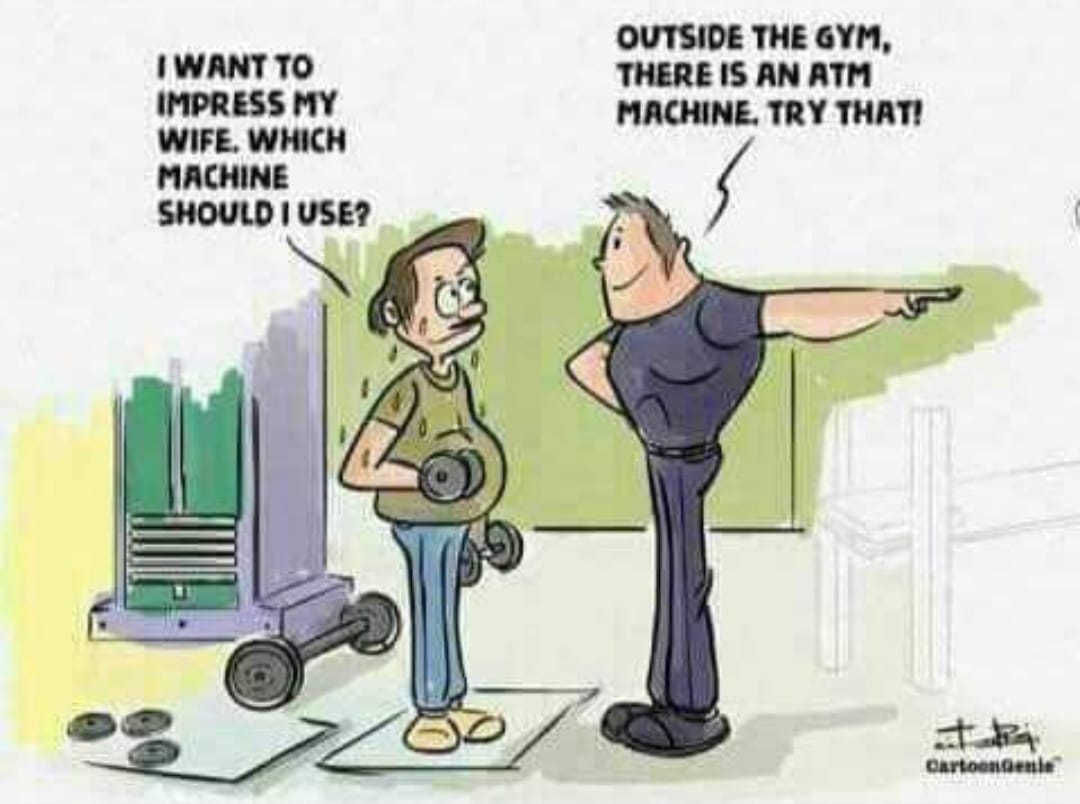 I WANT TO
IMPRESS MY
WIFE. WHICH
MACHINE
SHOULD I USE?
OUTSIDE THE GYM,
THERE IS AN ATM
MACHINE. TRY THAT!
CartoonGenie™